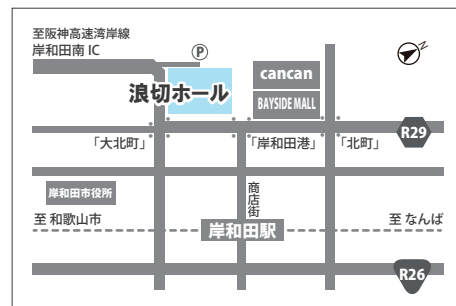 至阪神高速湾岸線
岸和田南 IC
P
N
cancan
浪切ホール
BAYSIDE MALL
「大北町」
「岸和田港」
「北町」
R29
岸和田市役所
商店街
至 和歌山市
至 なんば
岸和田駅
R26